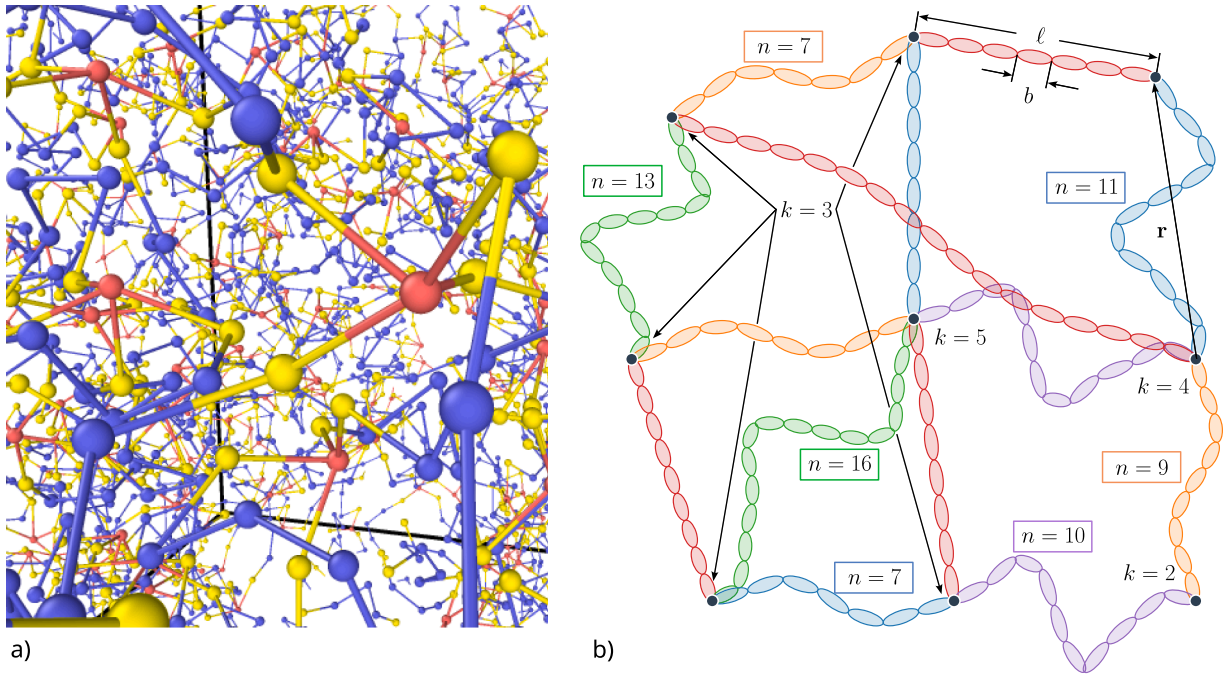 n = 7
ℓ
b
n = 13
k = 3
n = 11
r
k = 5
k = 4
n = 16
n = 9
n = 10
n = 7
k = 2
a)
b)